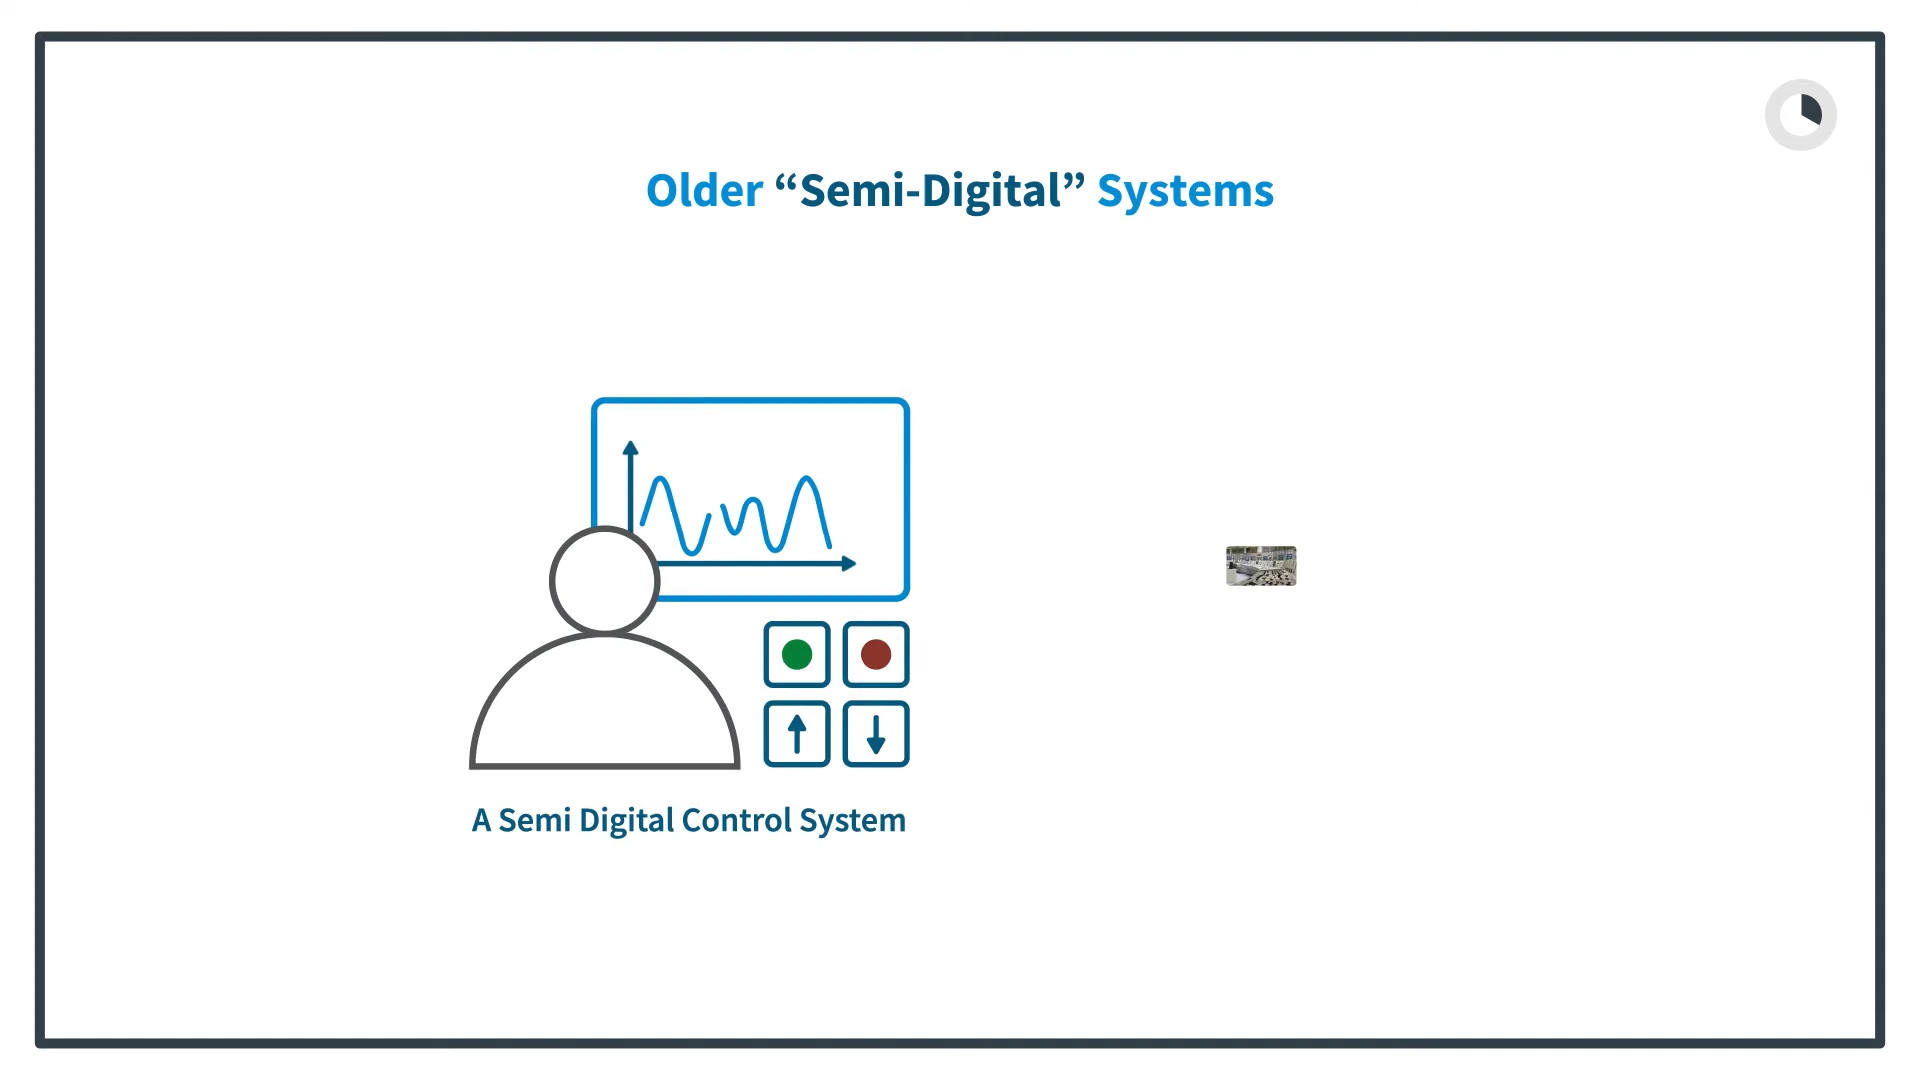 Older “Semi-Digital” Systems
A Semi Digital Control System